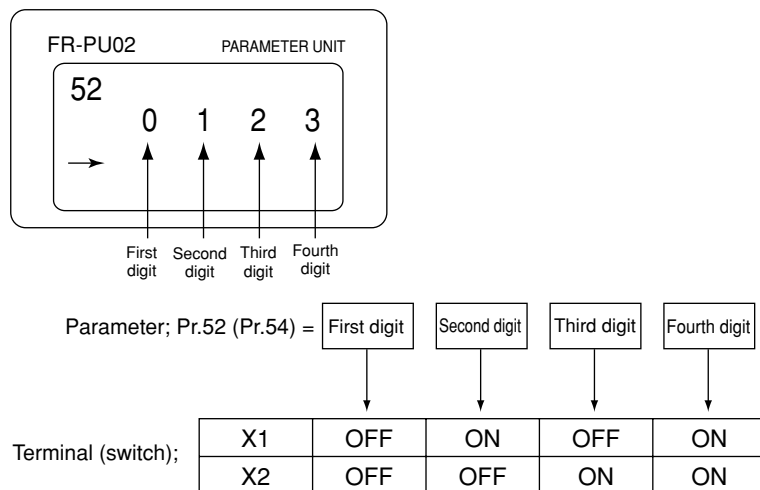 FR-PU02 PARAMETER UNIT
52
0 1 2 3
First digit Second digit Third digit Fourth digit
Parameter; Pr.52 (Pr.54) = First digit Second digit Third digit Fourth digit
Terminal (switch);
X1 OFF ON OFF ON
X2 OFF OFF ON ON